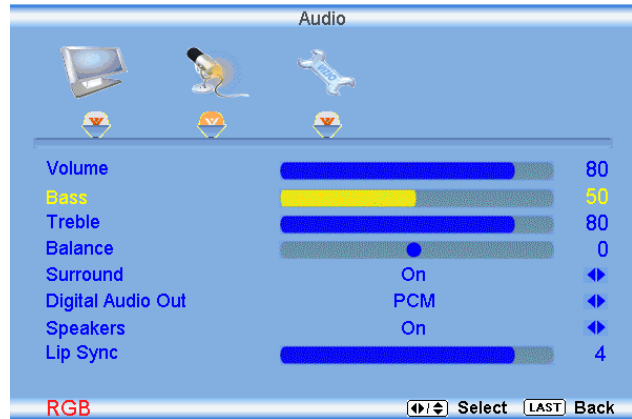 Audio
VIZIO
Volume 80
Bass 50
Treble 80
Balance 0
Surround On
Digital Audio Out PCM
Speakers On
Lip Sync 4
RGB Select LAST Back